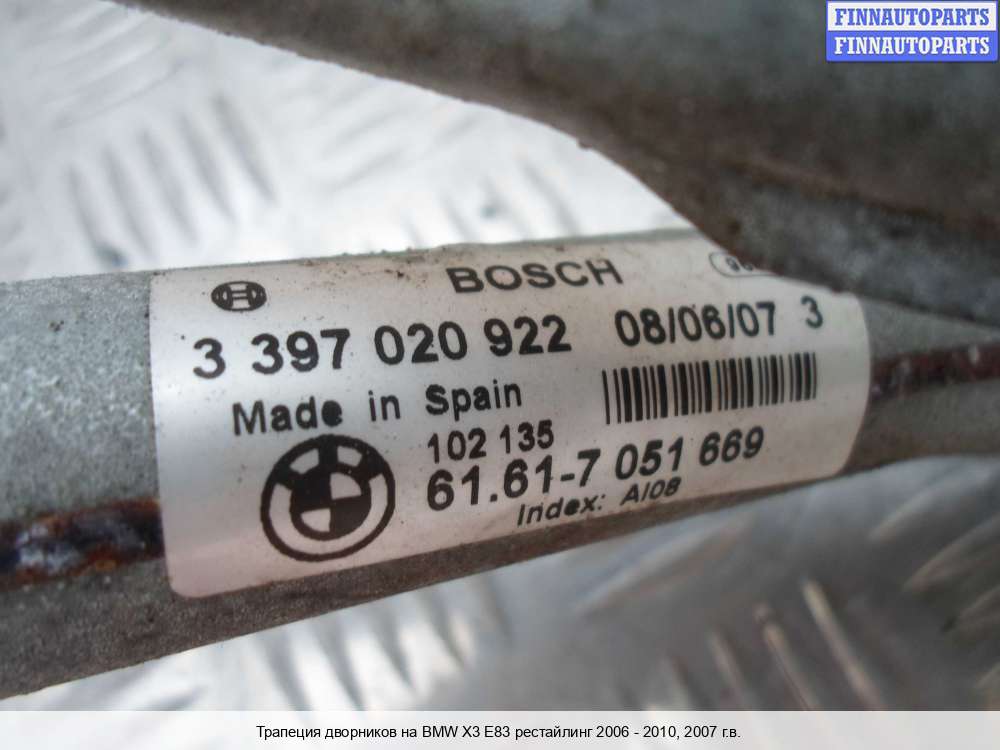 FINNAUTOPARTS
FINNAUTOPARTS
BOSCH
3 397 020 922 08/06/07 3
Made in Spain
102 135
61.61-7 051 669
Index: A/08
Трапеция дворников на BMW X3 E83 рестайлинг 2006 - 2010, 2007 г.в.